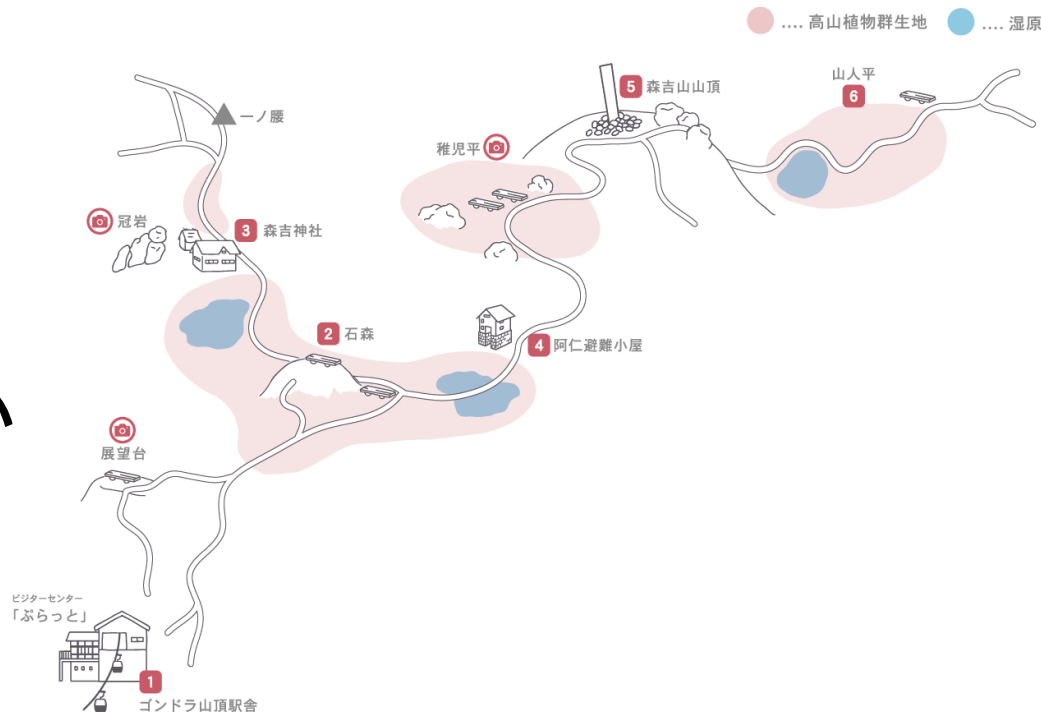 .... 高山植物群生地
.... 湿原
山人平
6
5 森吉山山頂
一ノ腰
稚児平
冠岩
3 森吉神社
2 石森
4 阿仁避難小屋
展望台
ビジターセンター
「ぷらっと」
1
ゴンドラ山頂駅舎